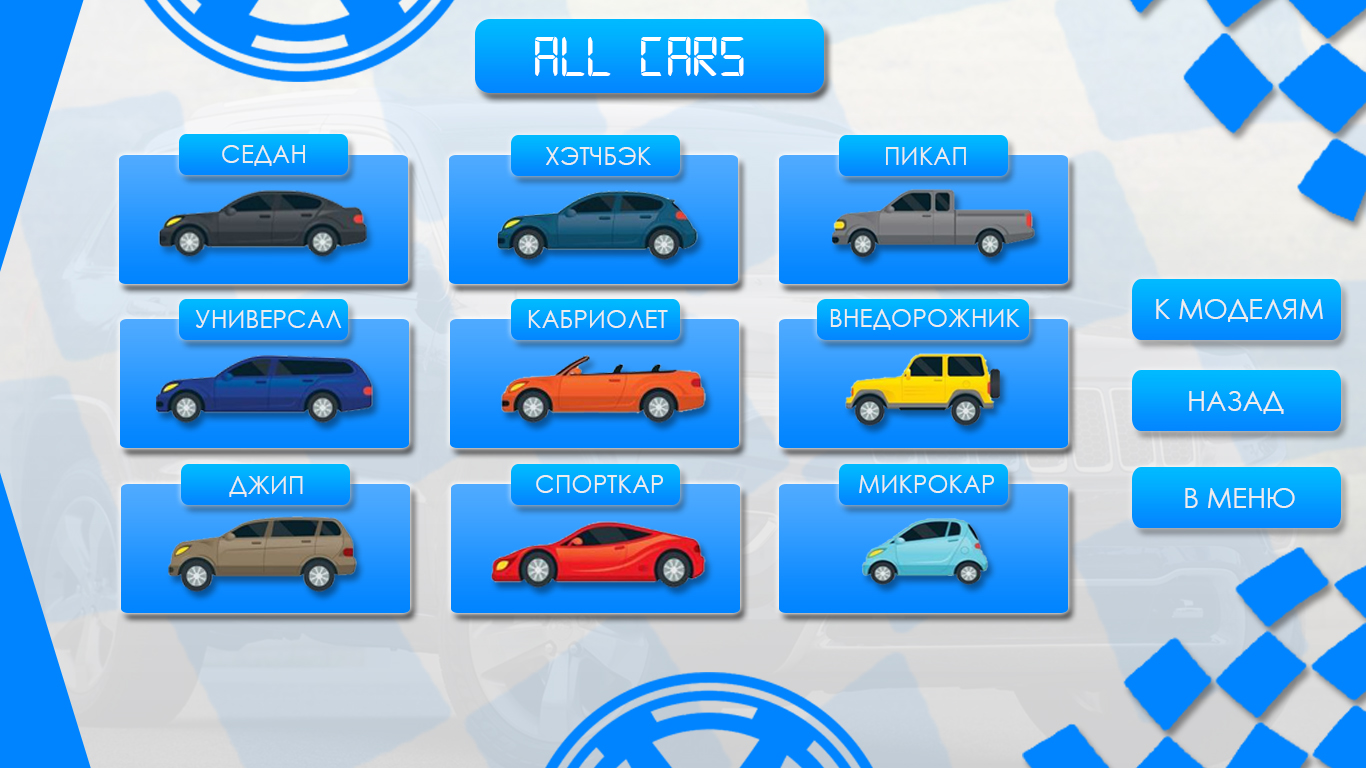 ALL CARS
СЕДАН
ХЭТЧБЭК
ПИКАП
УНИВЕРСАЛ
КАБРИОЛЕТ
ВНЕДОРОЖНИК
ДЖИП
СПОРТКАР
МИКРОКАР
К МОДЕЛЯМ
НАЗАД
В МЕНЮ